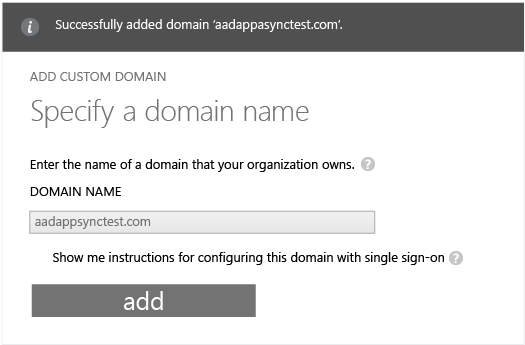 Successfully added domain 'aadappasynctest.com'.
ADD CUSTOM DOMAIN
Specify a domain name
Enter the name of a domain that your organization owns. ?
DOMAIN NAME
aadappsynctest.com
Show me instructions for configuring this domain with single sign-on ?
add